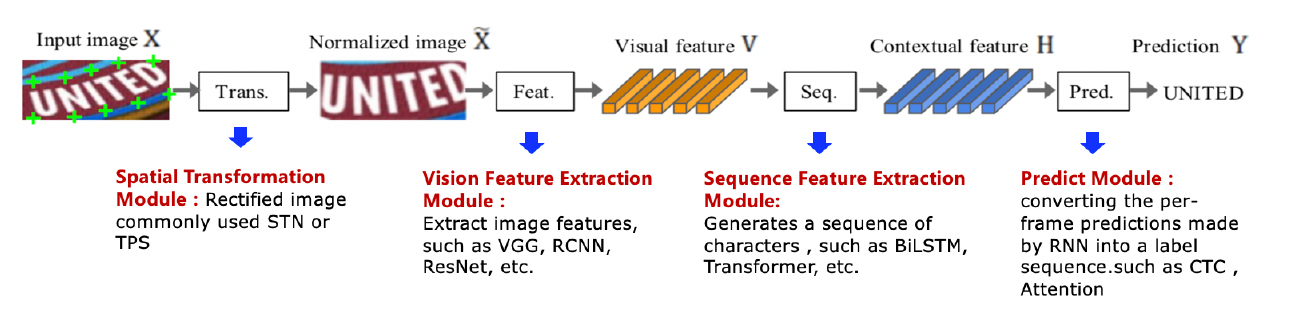 Input image X
Normalized image X̃
Visual feature V
Contextual feature H
Prediction Y
UNITED
Trans.
UNITED
Feat.
Seq.
Pred.
UNITED
Spatial Transformation
Module : Rectified image
commonly used STN or
TPS
Vision Feature Extraction
Module :
Extract image features,
such as VGG, RCNN,
ResNet, etc.
Sequence Feature Extraction
Module:
Generates a sequence of
characters , such as BiLSTM,
Transformer, etc.
Predict Module :
converting the per-
frame predictions made
by RNN into a label
sequence.such as CTC ,
Attention